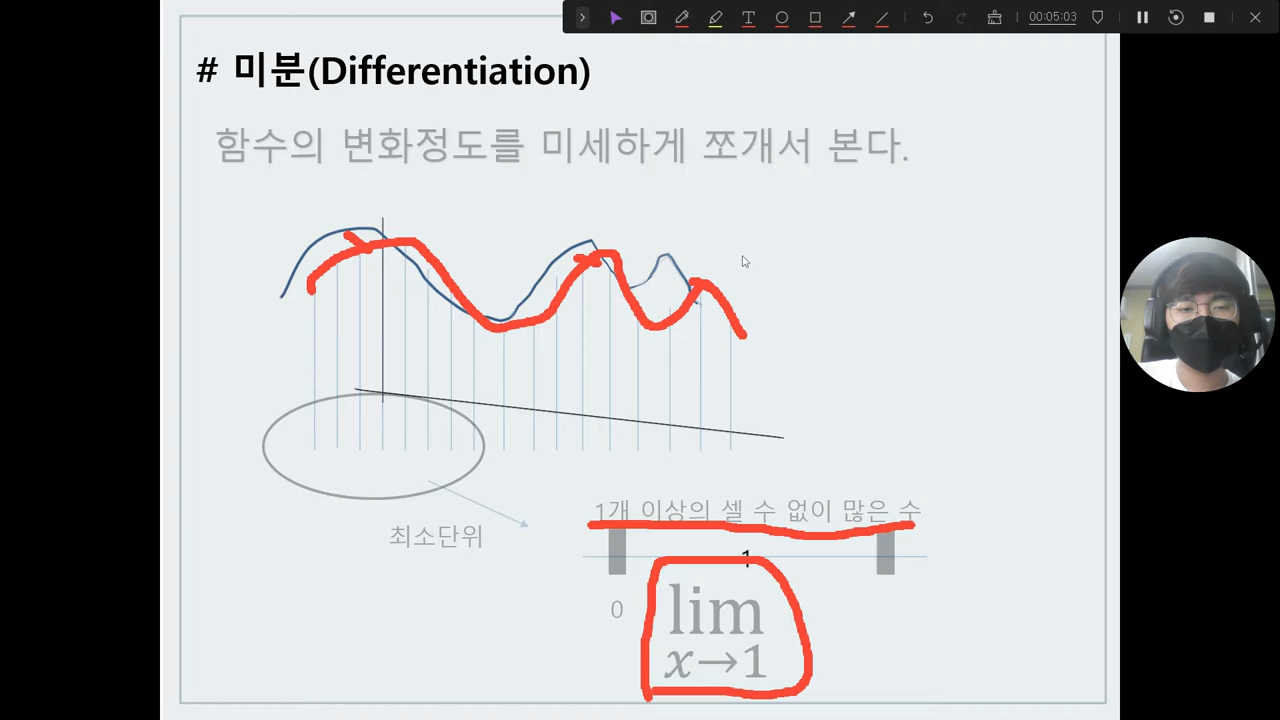 00:05:03
# 미분(Differentiation)
함수의 변화정도를 미세하게 쪼개서 본다.
1개 이상의 셀 수 없이 많은 수
최소단위
1
0
lim
x→1